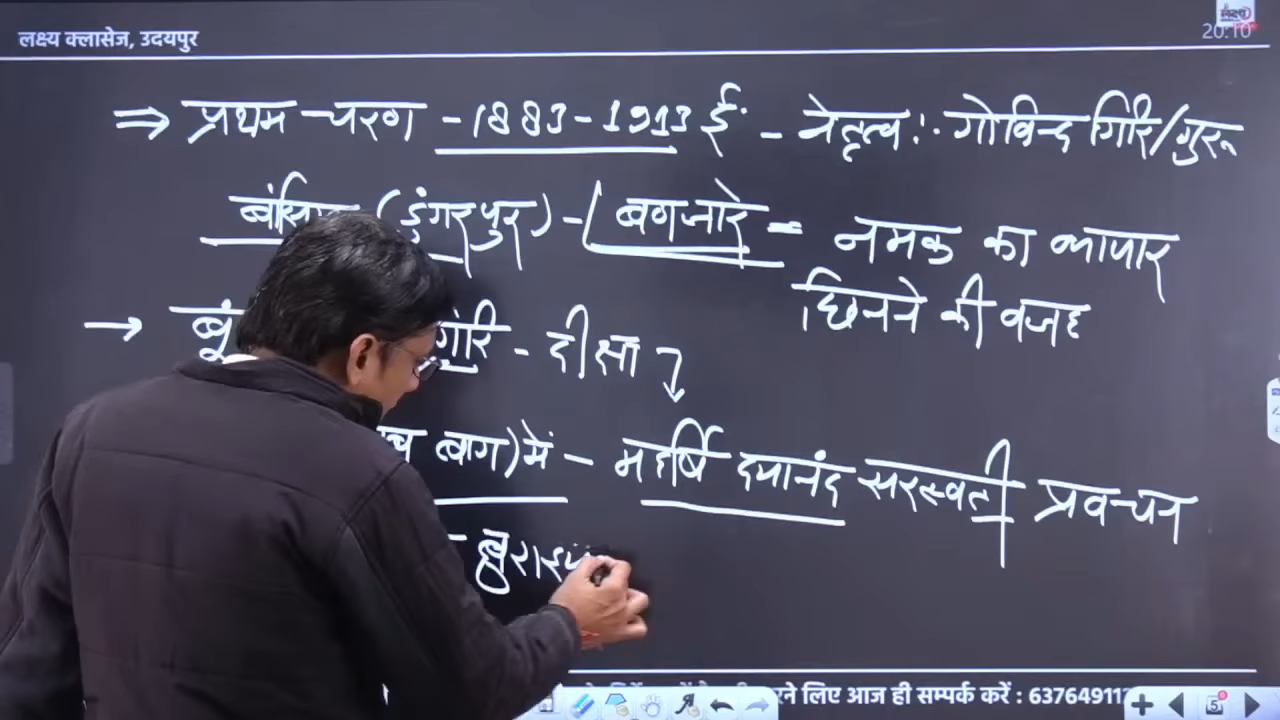 लक्ष्य क्लासेज, उदयपुर
20:10
⇒ प्रथम चरण - 1883-1913 ई. - नेतृत्व :- गोविन्द गिरि/गुरू
(डुंगरपुर) - बणजारे = नमक का व्यापार
छिनने की वजह
→ गिरि - दीक्षा
बाग) में - महर्षि दयानंद सरस्वती प्रवचन
लिए आज ही सम्पर्क करें : 63764911